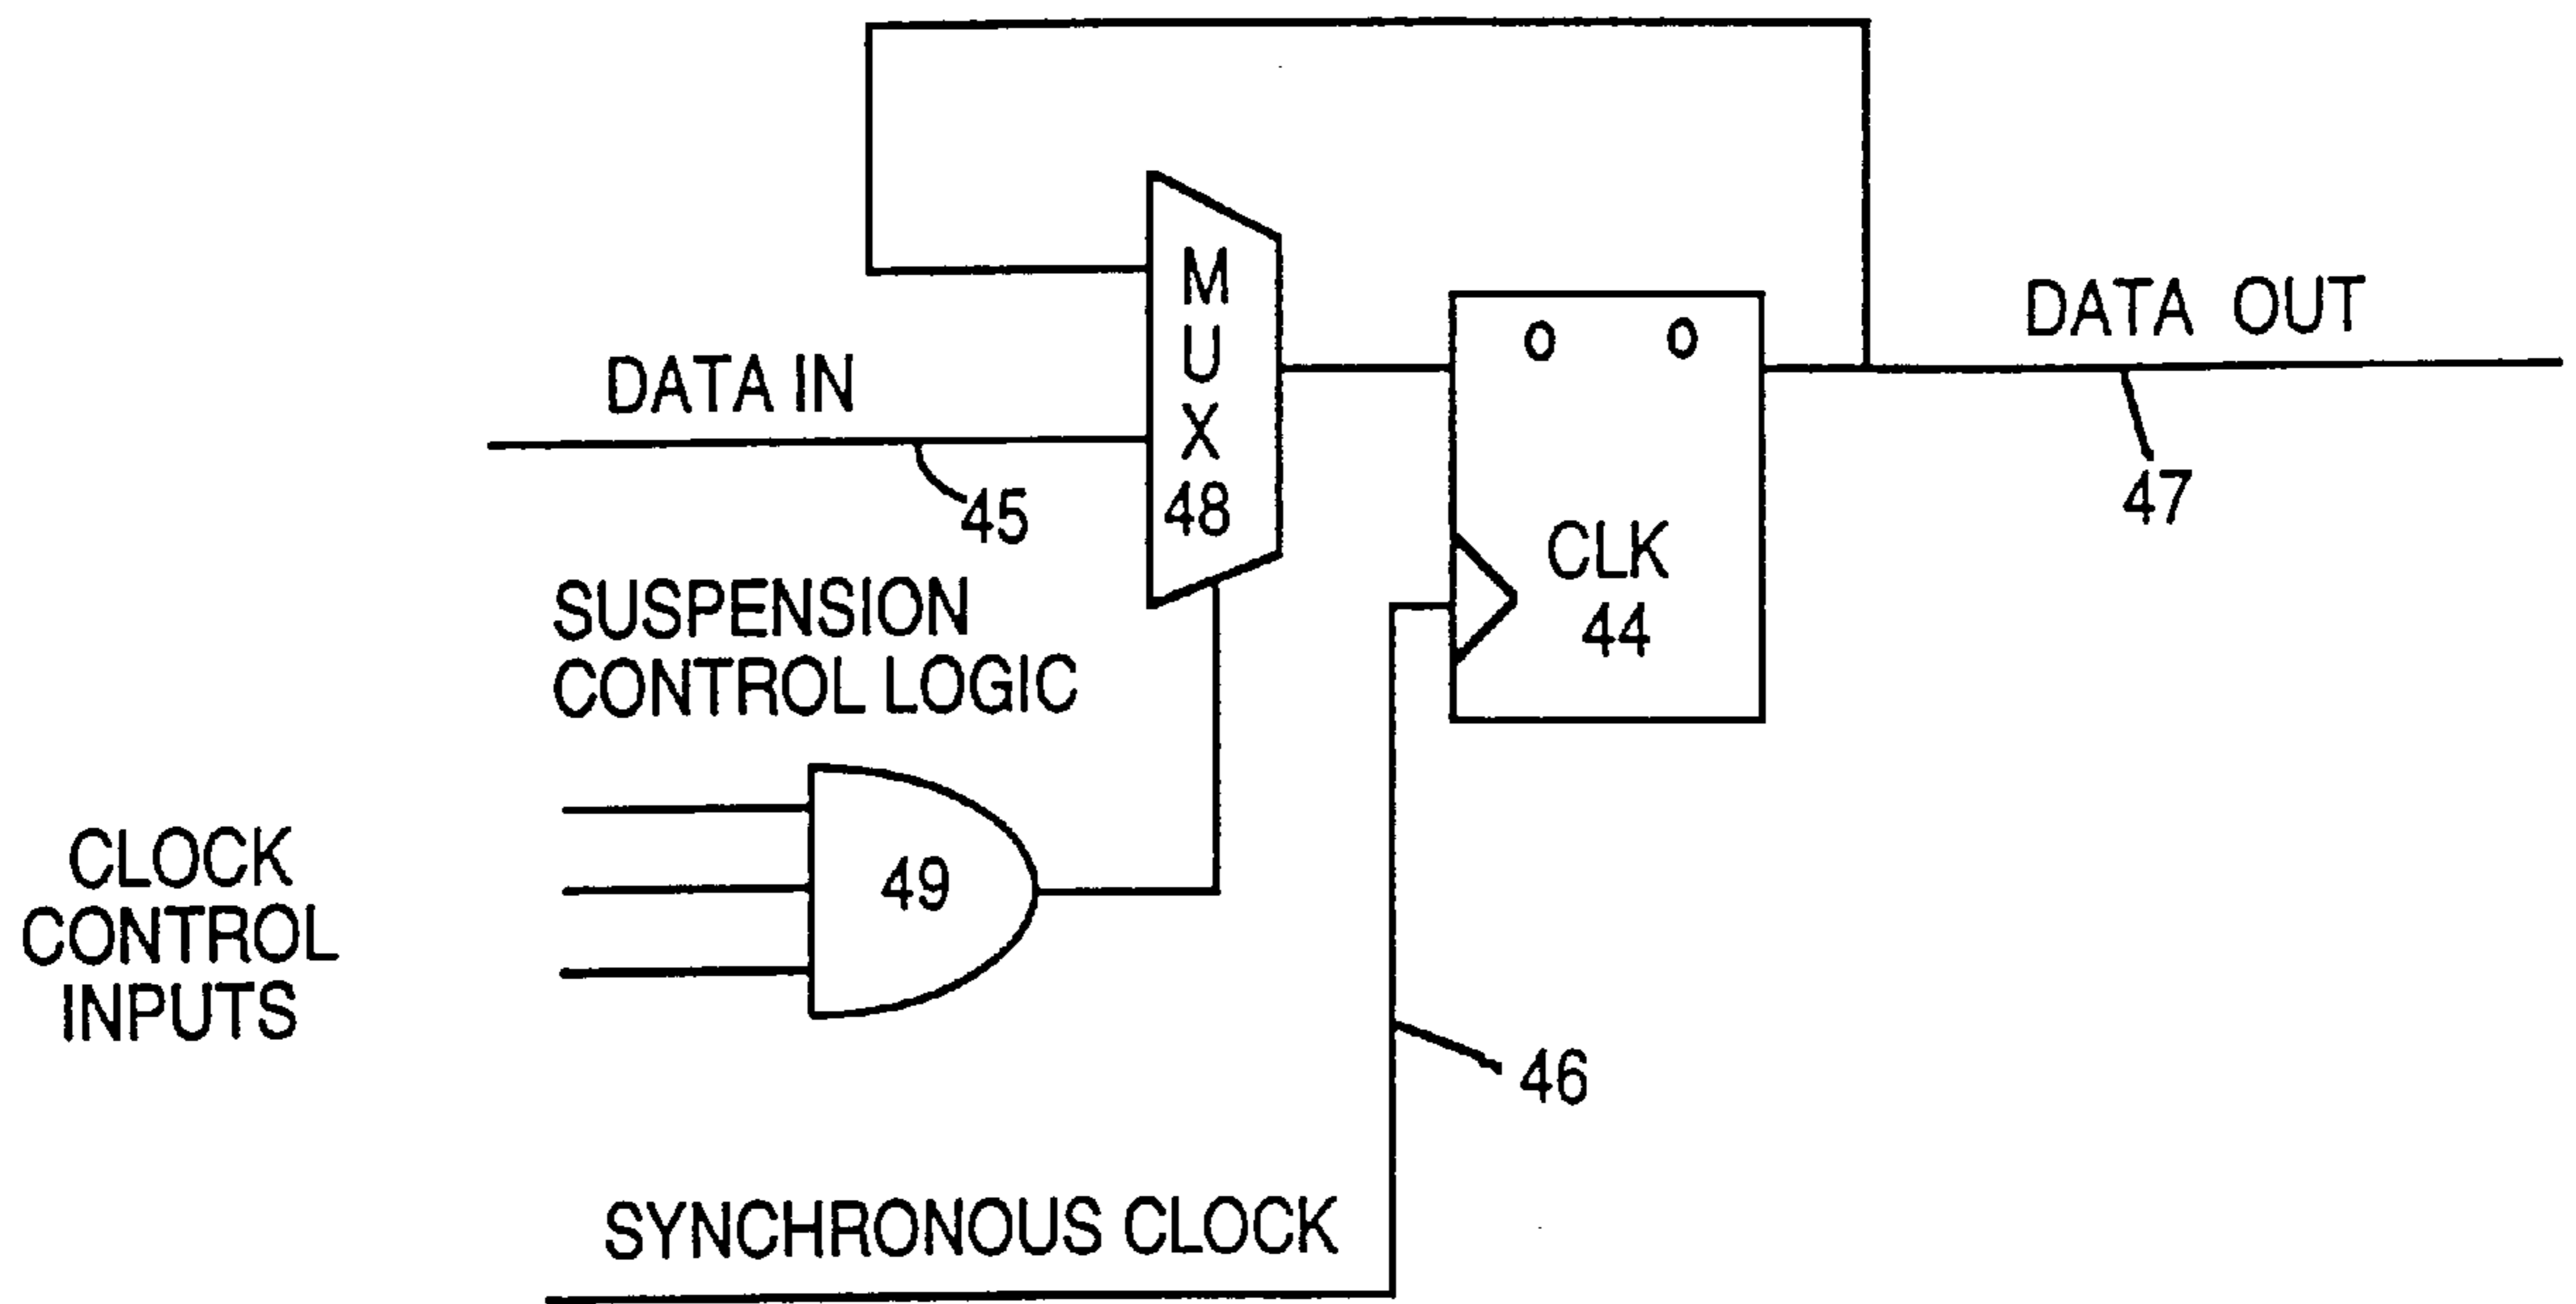 DATA IN
45
M
U
X
48
O O
CLK
44
DATA OUT
47
SUSPENSION
CONTROL LOGIC
CLOCK
CONTROL
INPUTS
49
46
SYNCHRONOUS CLOCK